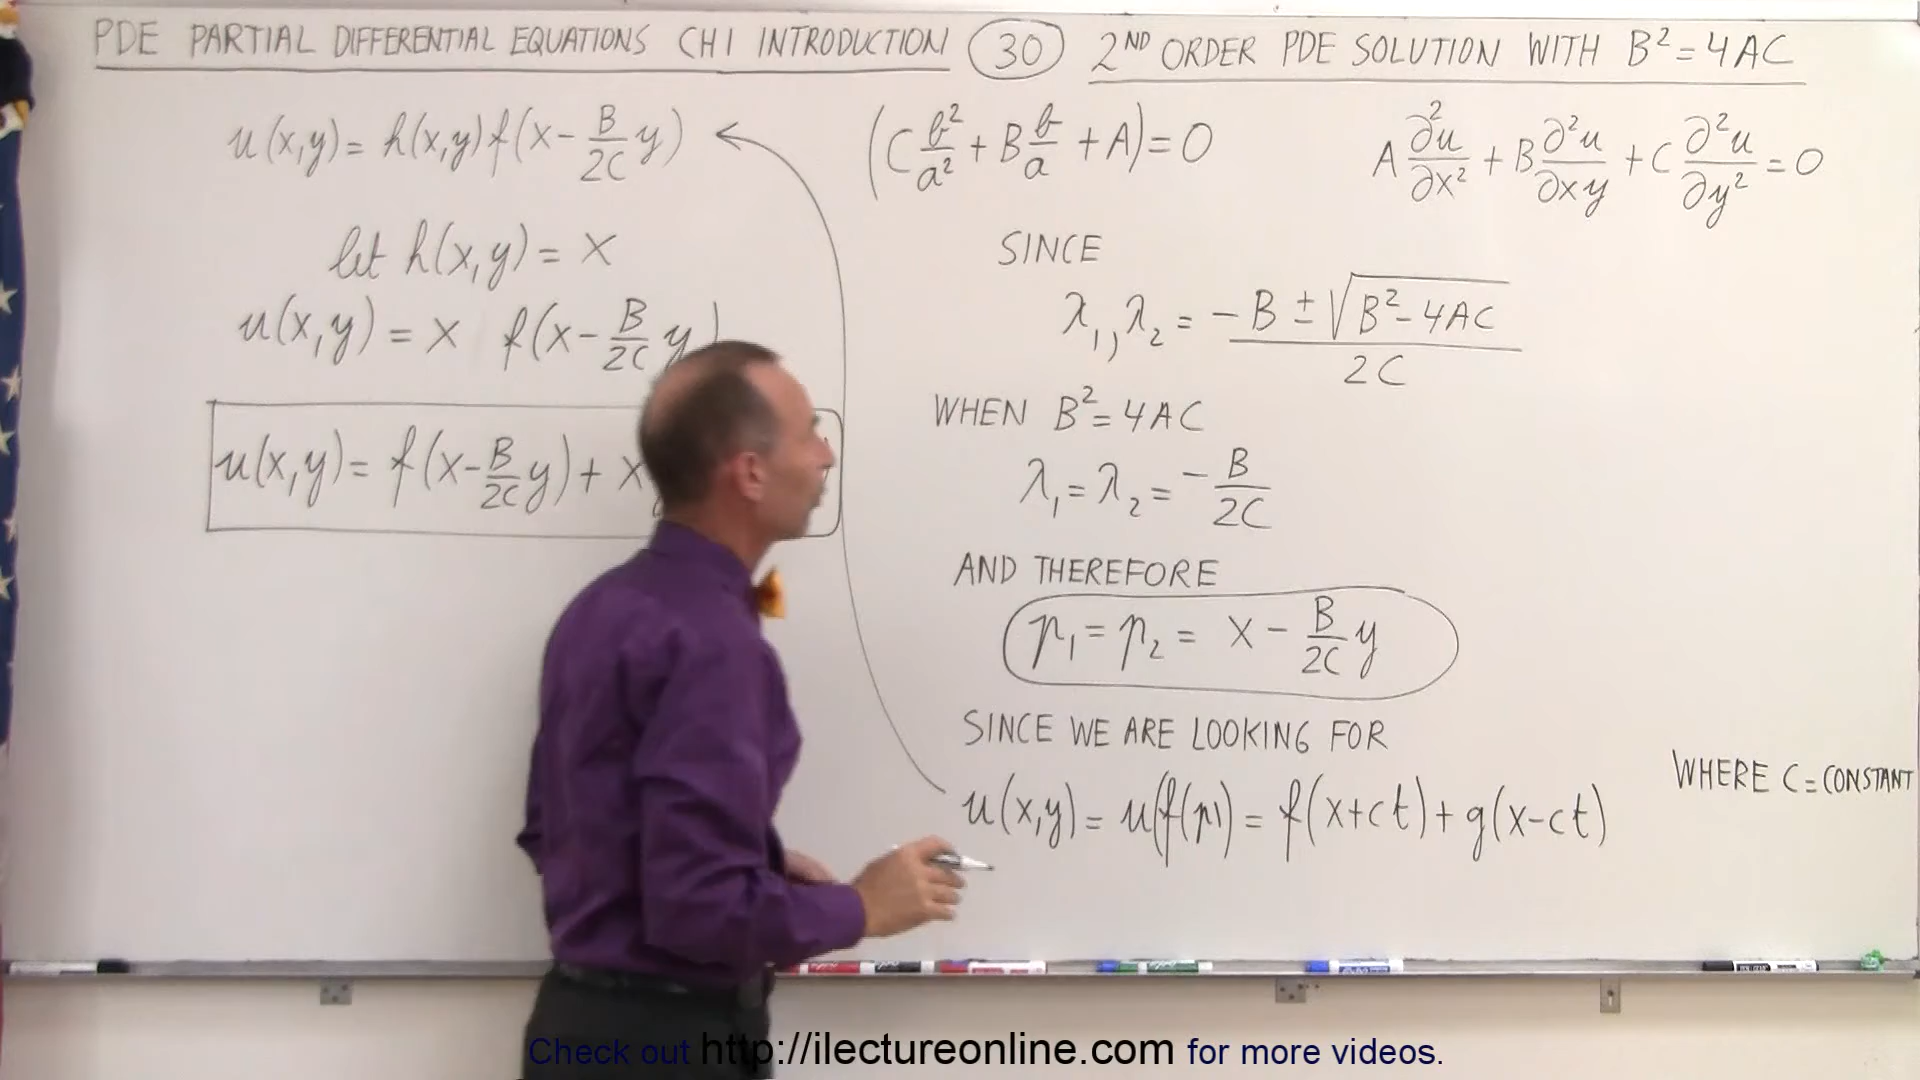 PDE PARTIAL DIFFERENTIAL EQUATIONS CH1 INTRODUCTION 30 2ND ORDER PDE SOLUTION WITH B² = 4AC
u(x,y) = h(x,y) f(x - B/2C y)
let h(x,y) = x
u(x,y) = x f(x - B/2C y)
u(x,y) = f(x - B/2C y) + x
(C b²/a² + B b/a + A) = 0
A ∂²u/∂x² + B ∂²u/∂xy + C ∂²u/∂y² = 0
SINCE
λ₁, λ₂ = -B ± √B² - 4AC / 2C
WHEN B² = 4AC
λ₁ = λ₂ = - B/2C
AND THEREFORE
p₁ = p₂ = x - B/2C y
SINCE WE ARE LOOKING FOR
u(x,y) = u(f(p)) = f(x+ct) + g(x-ct)
WHERE C = CONSTANT
Check out http://ilectureonline.com for more videos.